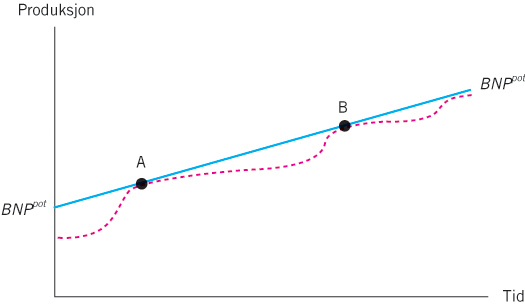 Produksjon
BNP^pot
B
A
BNP^pot
Tid